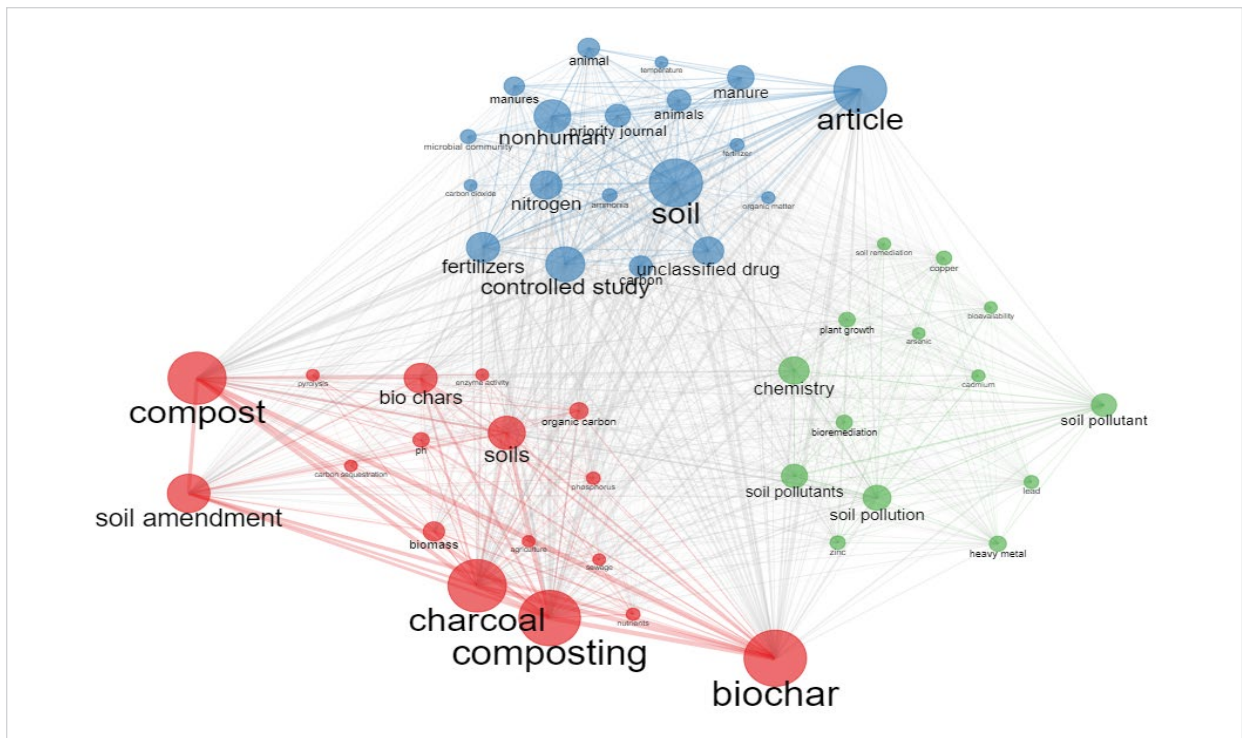 animal
temperature
manures
manure
animals
article
nonhuman
priority journal
microbial community
fertilizer
carbon dioxide
nitrogen
ammonia
soil
organic matter
fertilizers
controlled study
carbon
unclassified drug
soil remediation
copper
bioavailability
plant growth
arsenic
chemistry
cadmium
soil pollutant
bioremediation
soil pollutants
soil pollution
lead
zinc
heavy metal
compost
pyrolysis
bio chars
enzyme activity
organic carbon
soils
ph
carbon sequestration
phosphorus
soil amendment
biomass
agriculture
sewage
charcoal
composting
nutrients
biochar